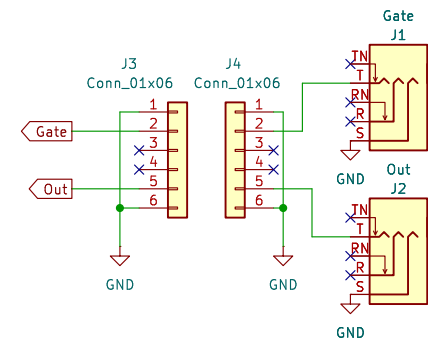 Gate
J1
J3
J4
Conn_01x06
Conn_01x06
TN
T
RN
R
S
1
2
3
4
5
6
1
2
3
4
5
6
Gate
Out
GND
Out
J2
TN
T
RN
R
S
GND
GND
GND